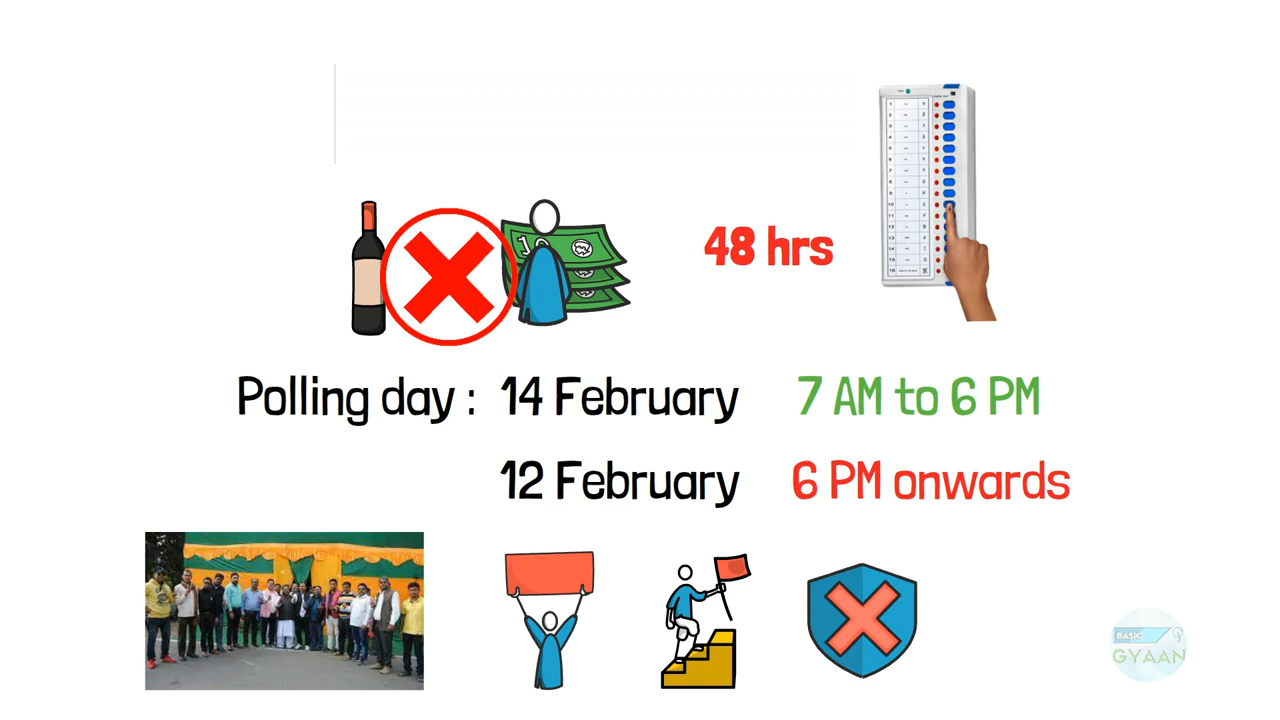 48 hrs
Polling day : 14 February 7 AM to 6 PM
12 February 6 PM onwards
BASIC
GYAAN